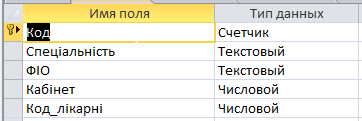 Имя поля Тип данных
Код Счетчик
Спеціальність Текстовый
ФІО Текстовый
Кабінет Числовой
Код_лікарні Числовой